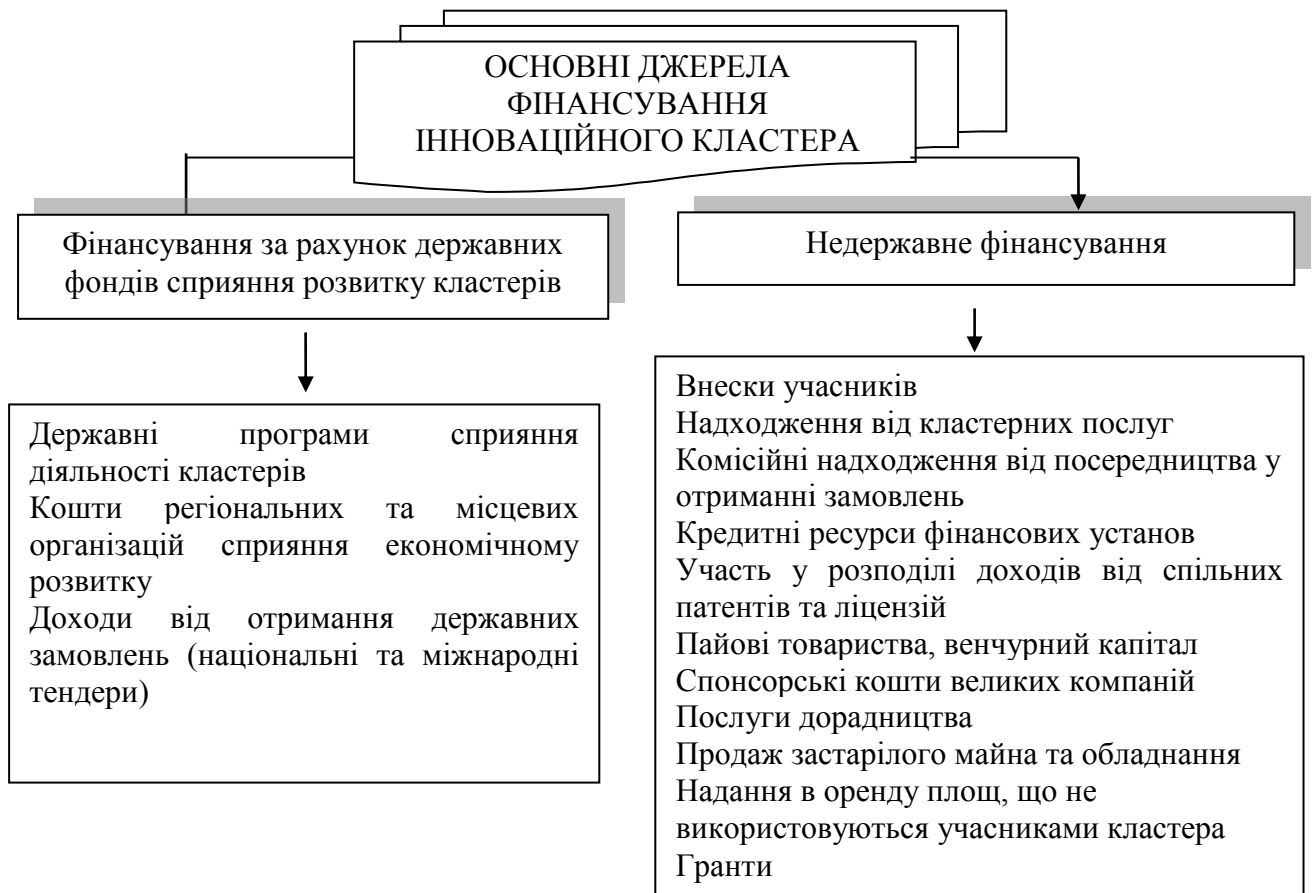 ОСНОВНІ ДЖЕРЕЛА
ФІНАНСУВАННЯ
ІННОВАЦІЙНОГО КЛАСТЕРА
Фінансування за рахунок державних
фондів сприяння розвитку кластерів
Державні програми сприяння
діяльності кластерів
Кошти регіональних та місцевих
організацій сприяння економічному
розвитку
Доходи від отримання державних
замовлень (національні та міжнародні
тендери)
Недержавне фінансування
Внески учасників
Надходження від кластерних послуг
Комісійні надходження від посередництва у
отриманні замовлень
Кредитні ресурси фінансових установ
Участь у розподілі доходів від спільних
патентів та ліцензій
Пайові товариства, венчурний капітал
Спонсорські кошти великих компаній
Послуги дорадництва
Продаж застарілого майна та обладнання
Надання в оренду площ, що не
використовуються учасниками кластера
Гранти